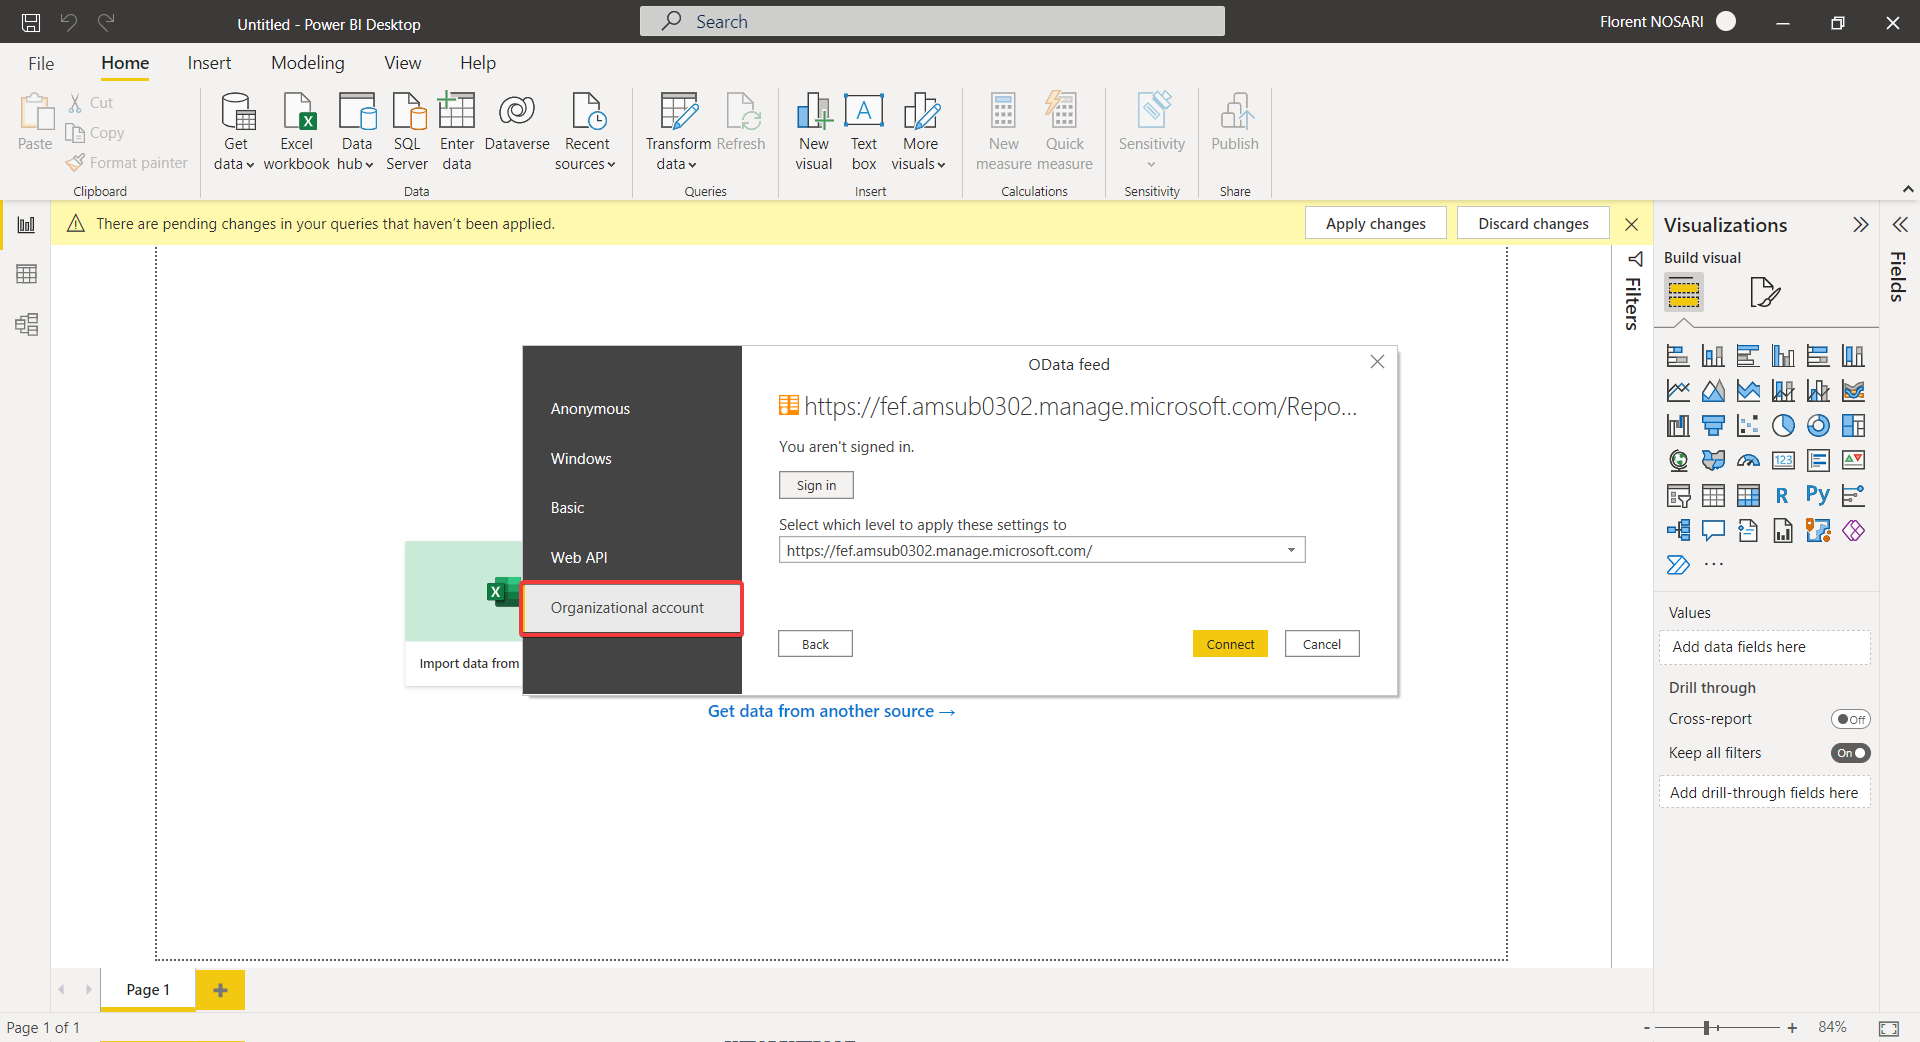 Untitled - Power BI Desktop
Search
Florent NOSARI
File
Home
Insert
Modeling
View
Help
Paste
Cut
Copy
Format painter
Clipboard
Get data
Excel workbook
Data hub
SQL Server
Enter data
Dataverse
Recent sources
Data
Transform data
Refresh
Queries
New visual
Text box
More visuals
Insert
New measure
Quick measure
Calculations
Sensitivity
Sensitivity
Publish
Share
There are pending changes in your queries that haven't been applied.
Apply changes
Discard changes
Filters
Visualizations
Build visual
Fields
123
R
Py
Values
Add data fields here
Drill through
Cross-report
Off
Keep all filters
On
Add drill-through fields here
OData feed
Anonymous
Windows
Basic
Web API
Organizational account
https://fef.amsub0302.manage.microsoft.com/Repo...
You aren't signed in.
Sign in
Select which level to apply these settings to
https://fef.amsub0302.manage.microsoft.com/
Back
Connect
Cancel
Import data from
Get data from another source →
Page 1
Page 1 of 1
- +
84%